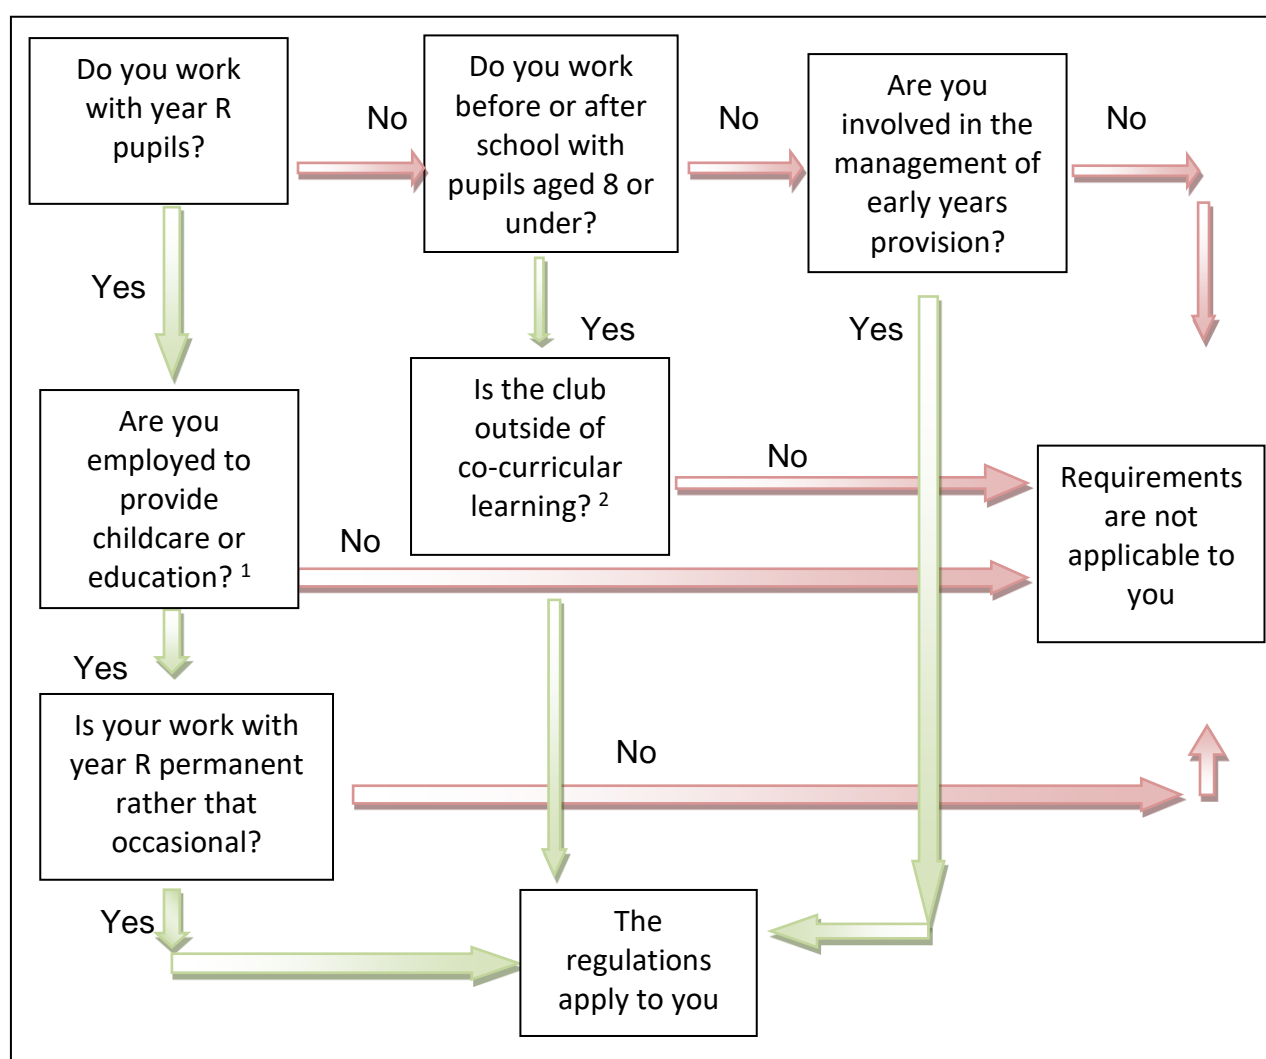 Do you work
with year R
pupils?
No
Do you work
before or after
school with
pupils aged 8 or
under?
No
Are you
involved in the
management of
early years
provision?
No
Yes
Yes
Yes
Are you
employed to
provide
childcare or
education? 1
No
Is the club
outside of
co-curricular
learning? 2
No
Requirements
are not
applicable to
you
Yes
Is your work with
year R permanent
rather that
occasional?
No
Yes
The
regulations
apply to you